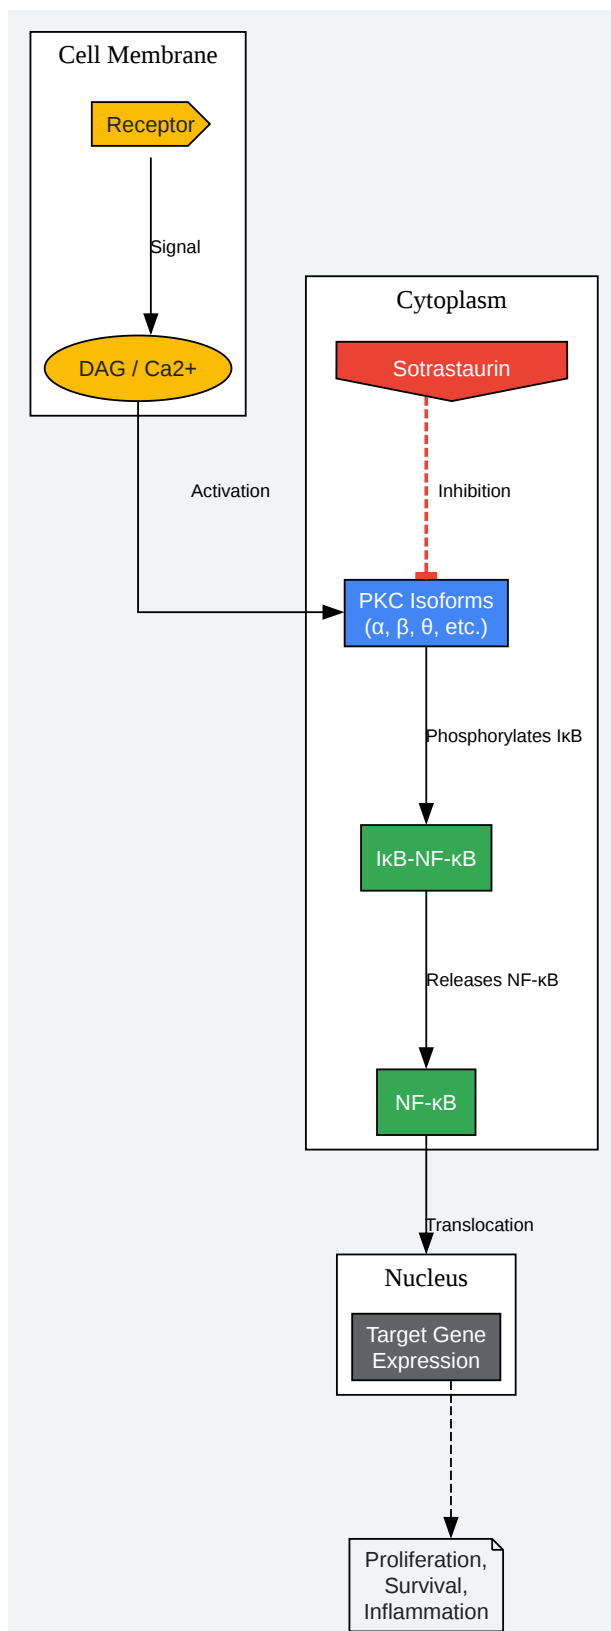 Cell Membrane
Receptor
Signal
DAG / Ca2+
Activation
Cytoplasm
Sotrastaurin
Inhibition
PKC Isoforms
(α, β, θ, etc.)
Phosphorylates IκB
IκB-NF-κB
Releases NF-κB
NF-κB
Translocation
Nucleus
Target Gene
Expression
Proliferation,
Survival,
Inflammation